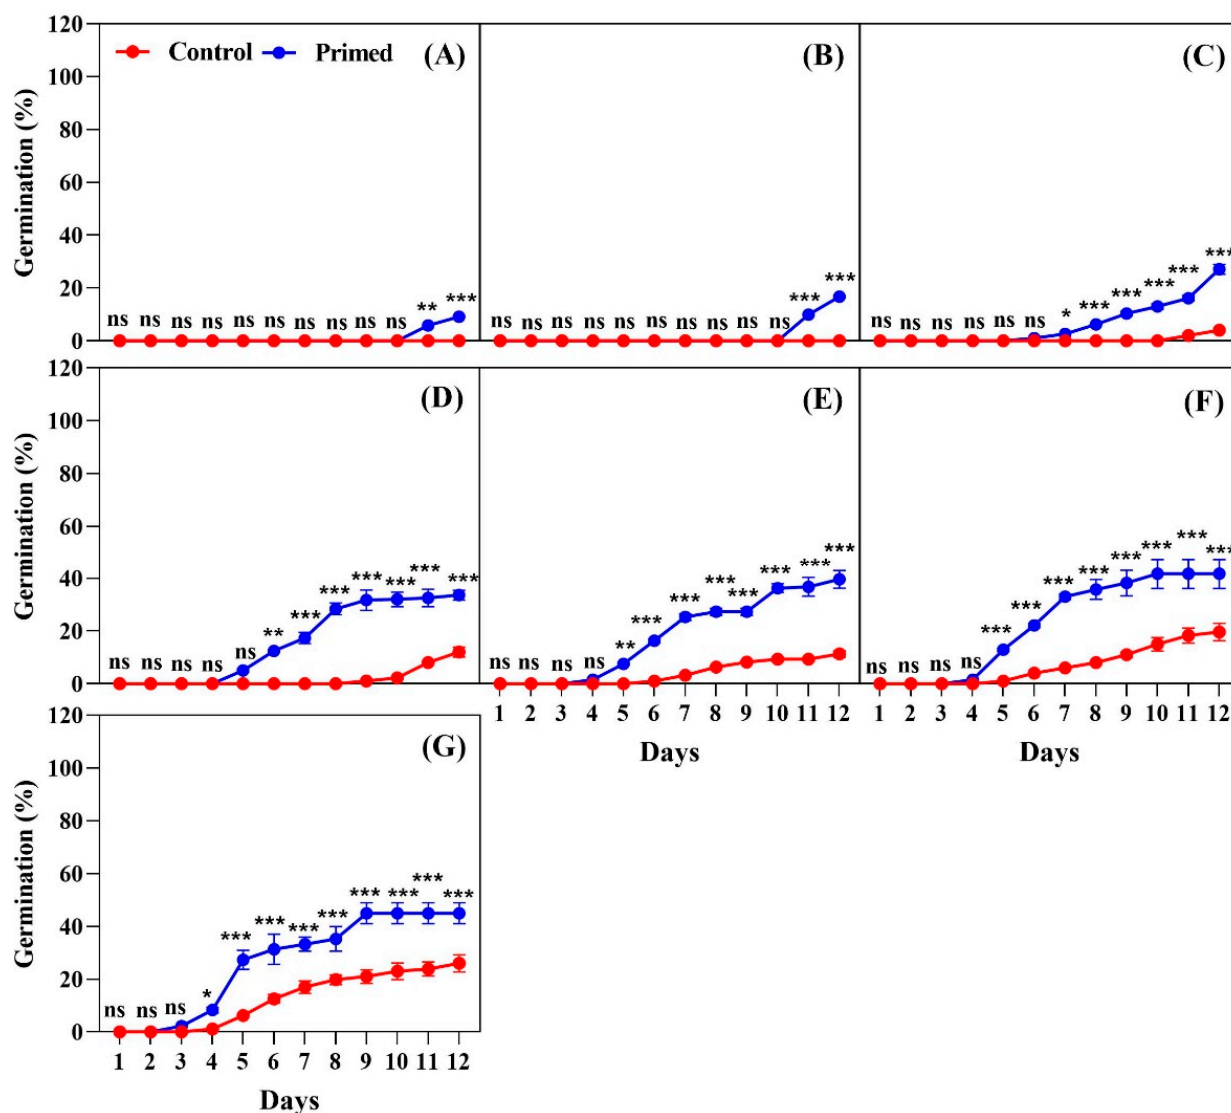 120
100
80
60
40
20
0
Germination (%)
Control Primed
(A)
ns ns ns ns ns ns ns ns ns ns ** ***
(B)
ns ns ns ns ns ns ns ns ns ns *** ***
(C)
ns ns ns ns ns ns * *** *** *** *** ***
120
100
80
60
40
20
0
Germination (%)
(D)
ns ns ns ns ns ** *** *** *** *** *** ***
(E)
ns ns ns ns ** *** *** *** *** *** *** ***
1 2 3 4 5 6 7 8 9 10 11 12
Days
(F)
ns ns ns ns *** *** *** *** *** *** *** ***
1 2 3 4 5 6 7 8 9 10 11 12
Days
120
100
80
60
40
20
0
Germination (%)
(G)
ns ns ns * *** *** *** *** *** *** *** ***
1 2 3 4 5 6 7 8 9 10 11 12
Days